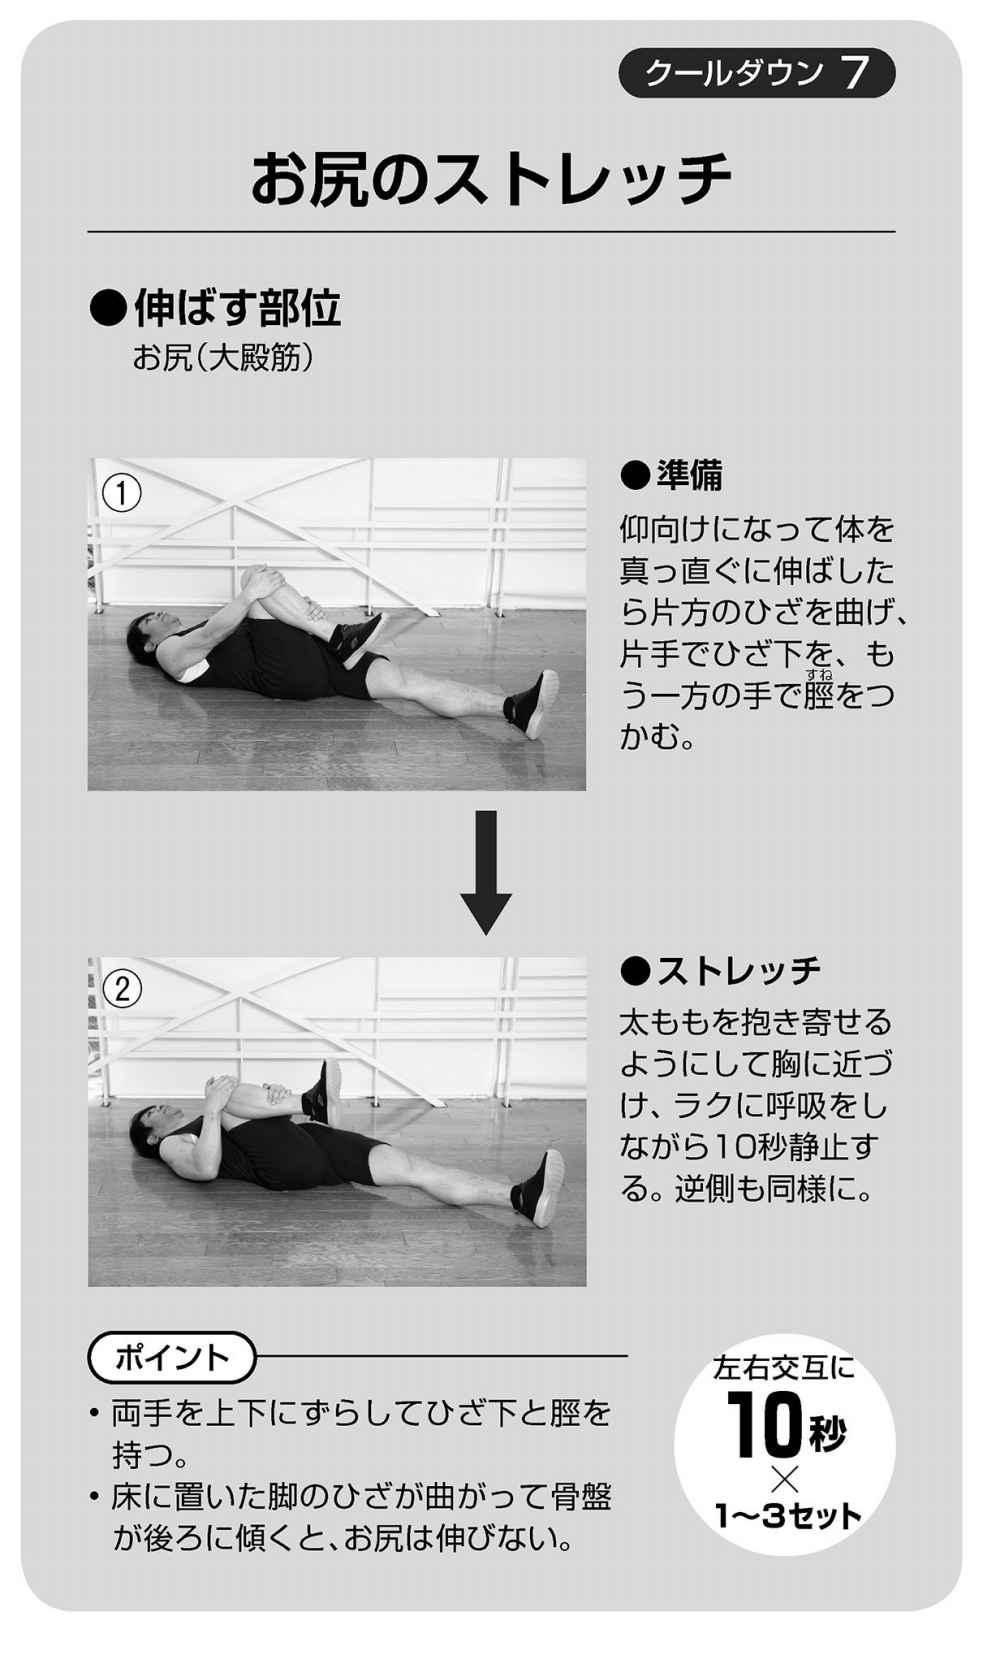 クールダウン 7
お尻のストレッチ
●伸ばす部位
お尻(大殿筋)
①
●準備
仰向けになって体を
真っ直ぐに伸ばした
ら片方のひざを曲げ、
片手でひざ下を、も
すね
う一方の手で脛をつ
かむ。
②
●ストレッチ
太ももを抱き寄せる
ようにして胸に近づ
け、ラクに呼吸をし
ながら10秒静止す
る。逆側も同様に。
ポイント
・両手を上下にずらしてひざ下と脛を
持つ。
・床に置いた脚のひざが曲がって骨盤
が後ろに傾くと、お尻は伸びない。
左右交互に
10秒
×
1〜3セット